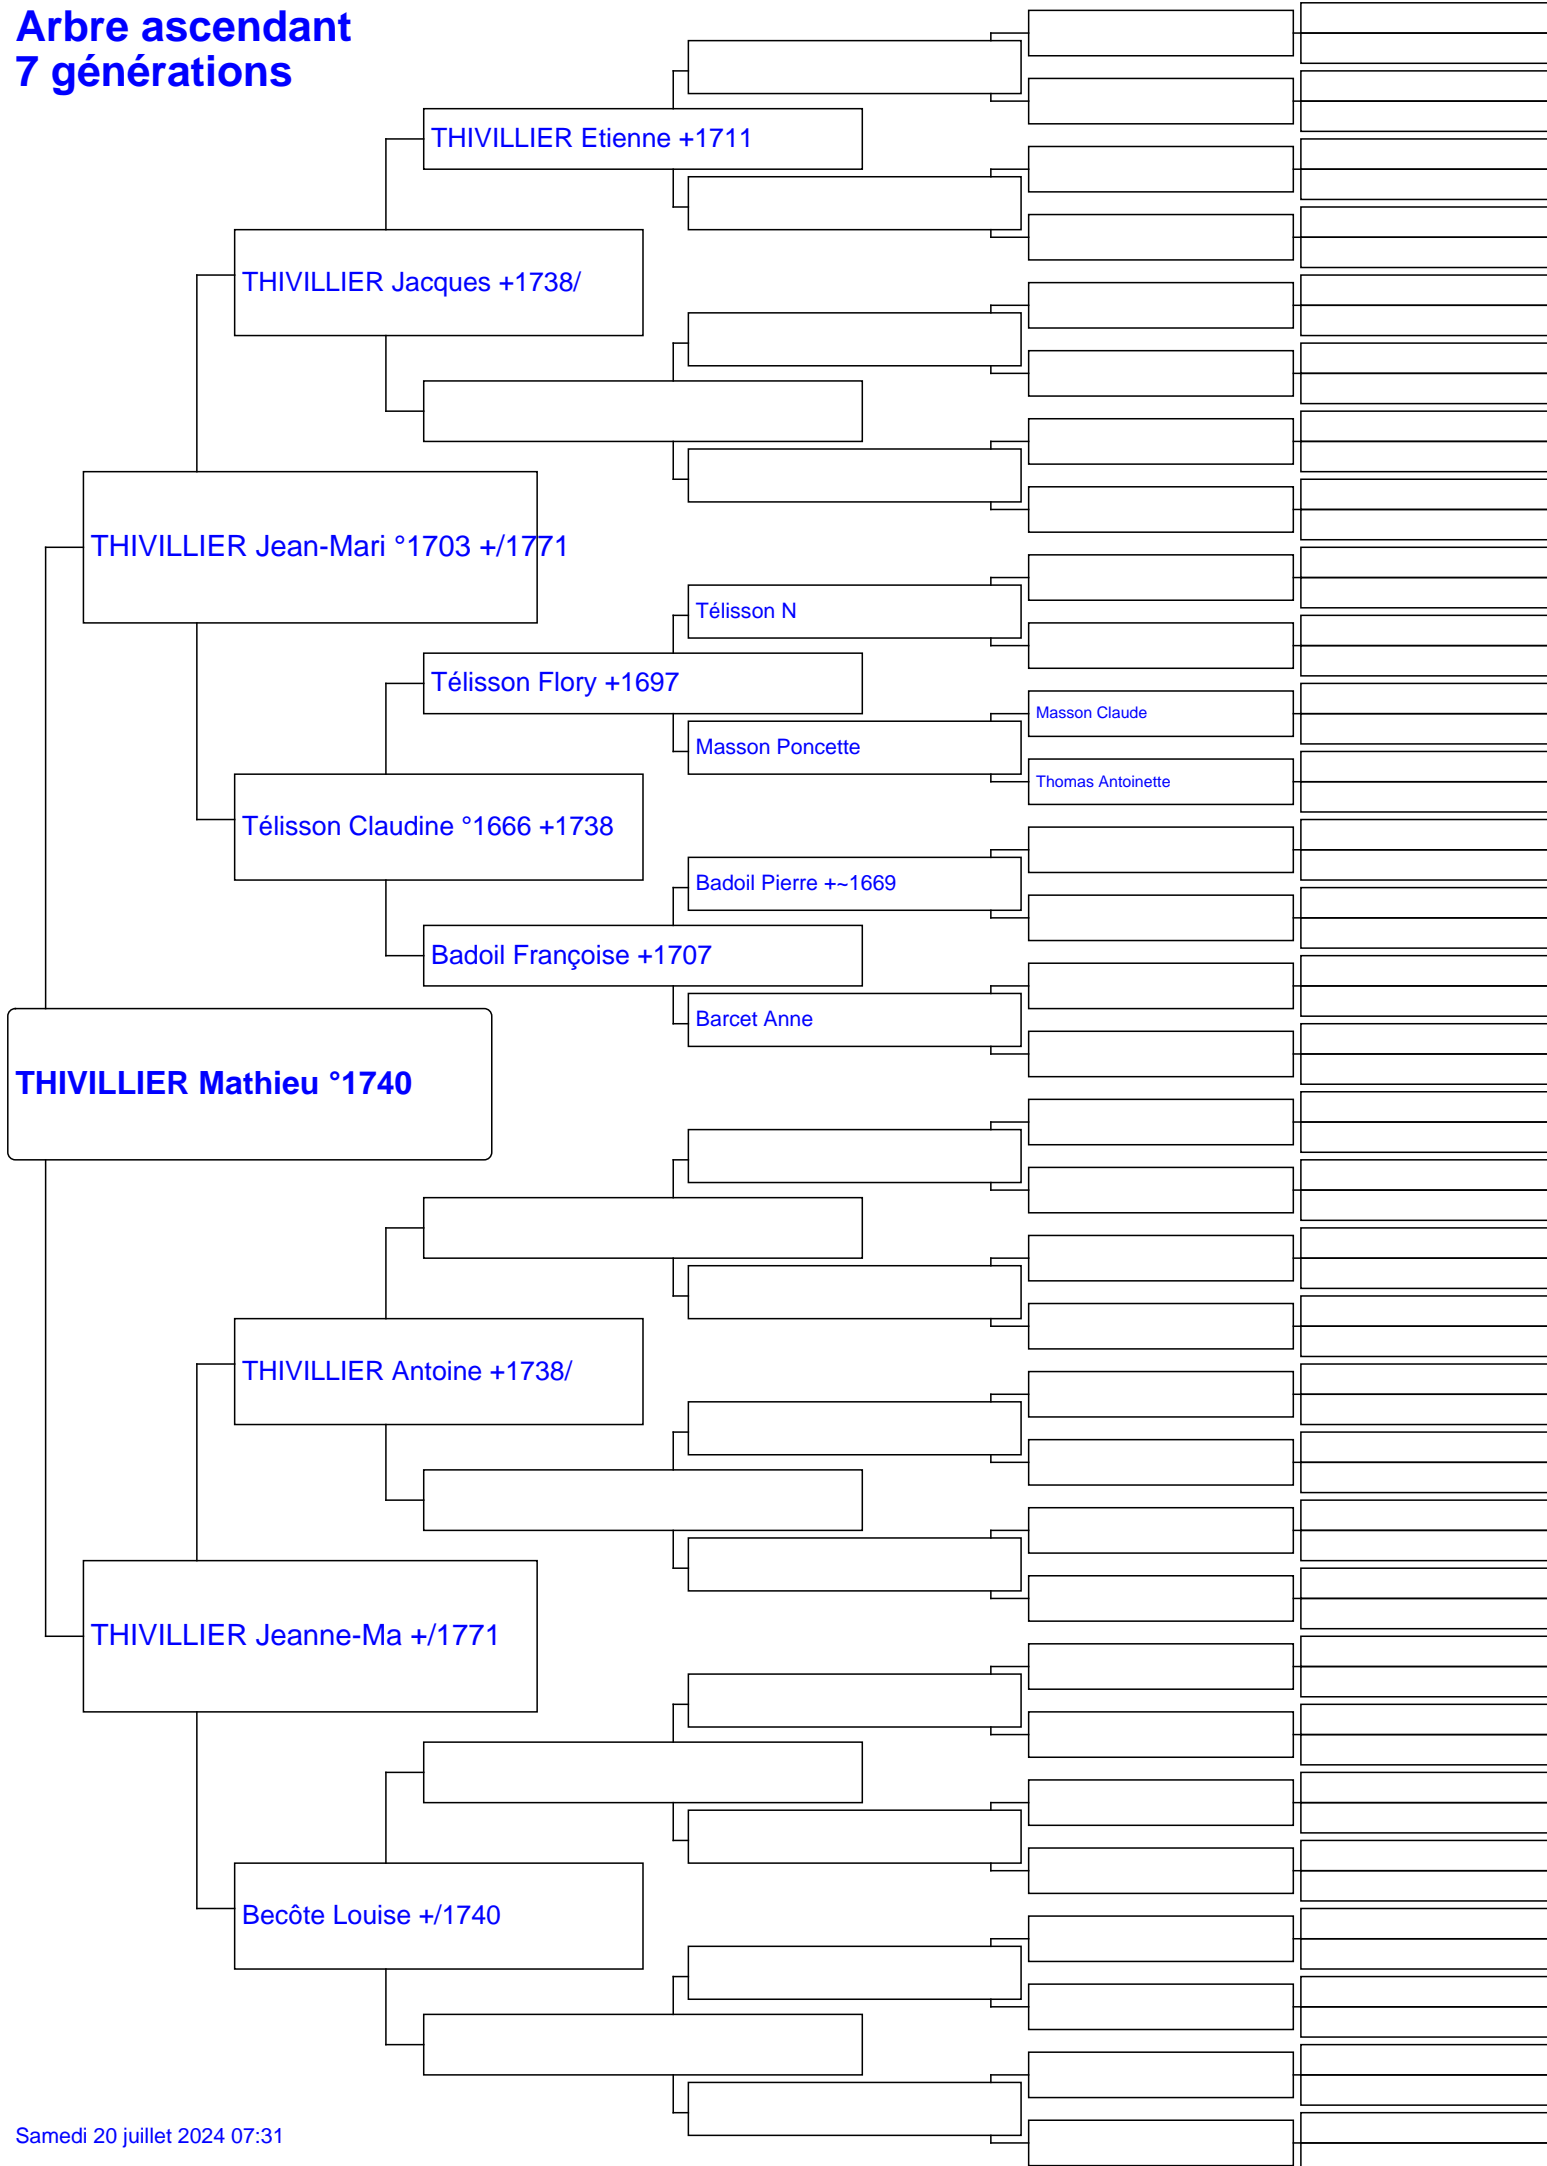 Arbre ascendant
7 générations
THIVILLIER Etienne +1711
THIVILLIER Jacques +1738/
THIVILLIER Jean-Mari °1703 +/1771
Télisson N
Télisson Flory +1697
Masson Claude
Masson Poncette
Thomas Antoinette
Télisson Claudine °1666 +1738
Badoil Pierre +~1669
Badoil Françoise +1707
Barcet Anne
THIVILLIER Mathieu °1740
THIVILLIER Antoine +1738/
THIVILLIER Jeanne-Ma +/1771
Becôte Louise +/1740
Samedi 20 juillet 2024 07:31